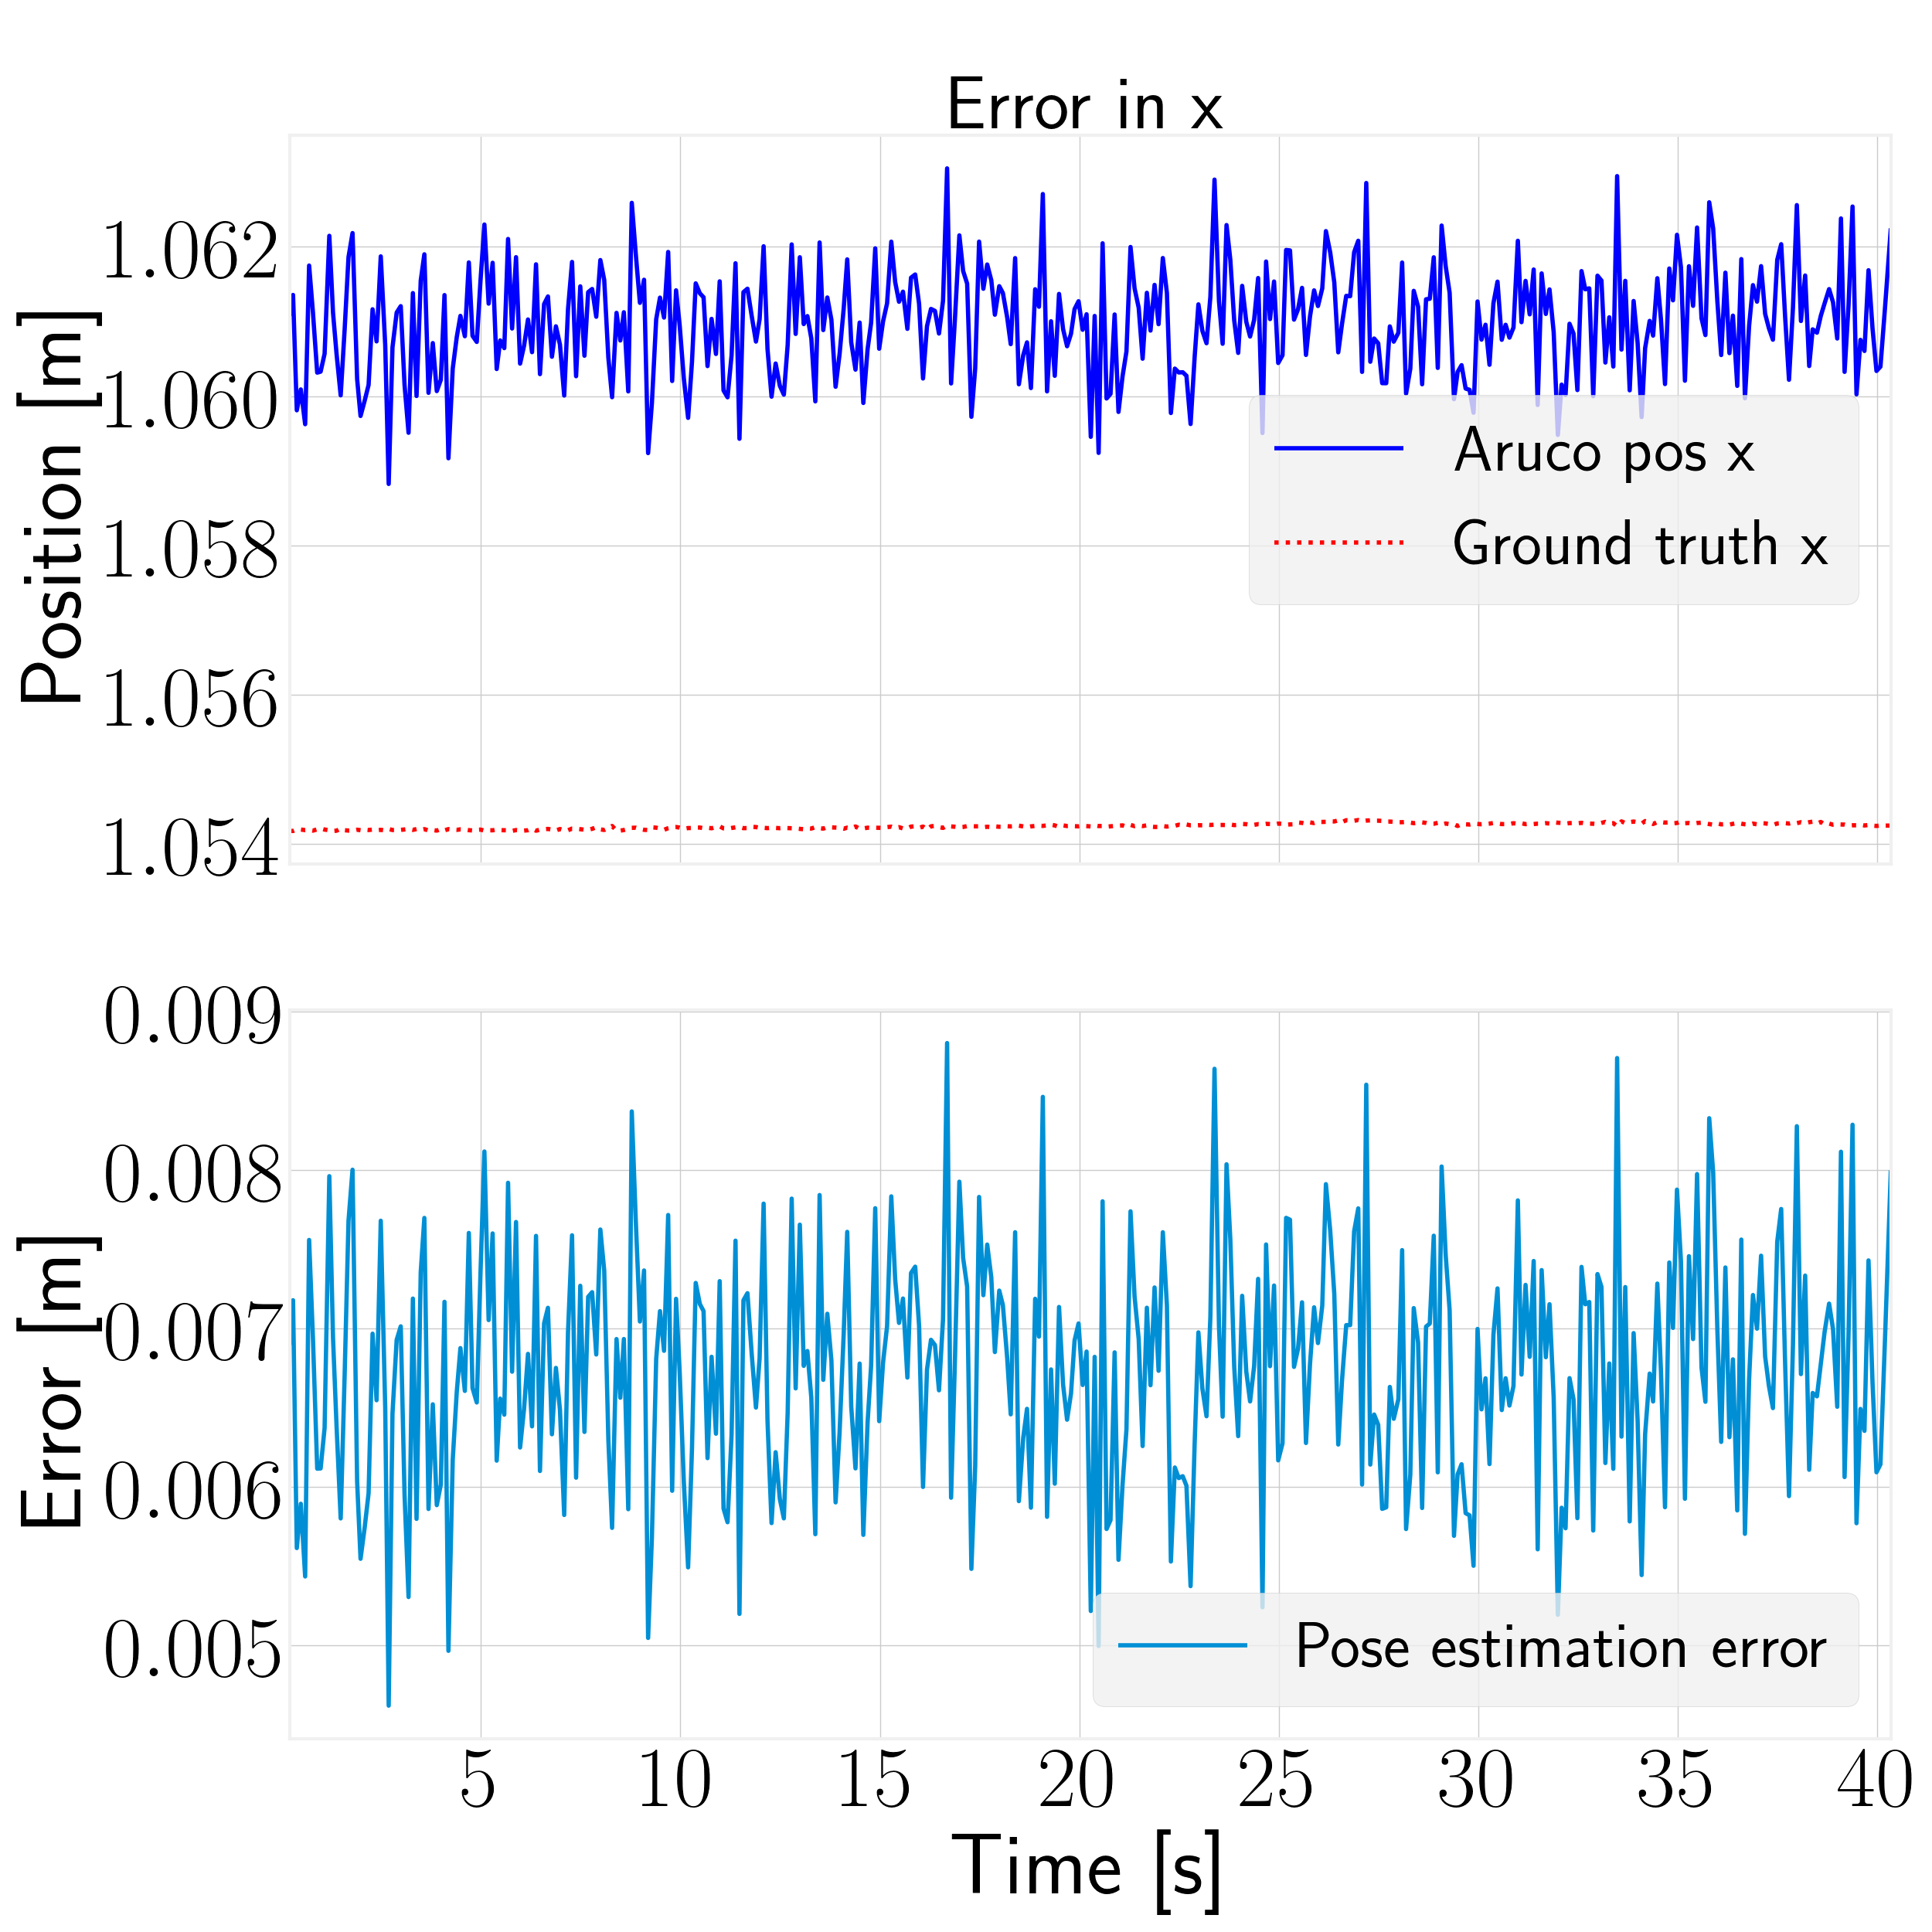 Error in x
Position [m]
1.062
1.060
1.058
1.056
1.054
Aruco pos x
Ground truth x
Error [m]
0.009
0.008
0.007
0.006
0.005
Pose estimation error
5 10 15 20 25 30 35 40
Time [s]